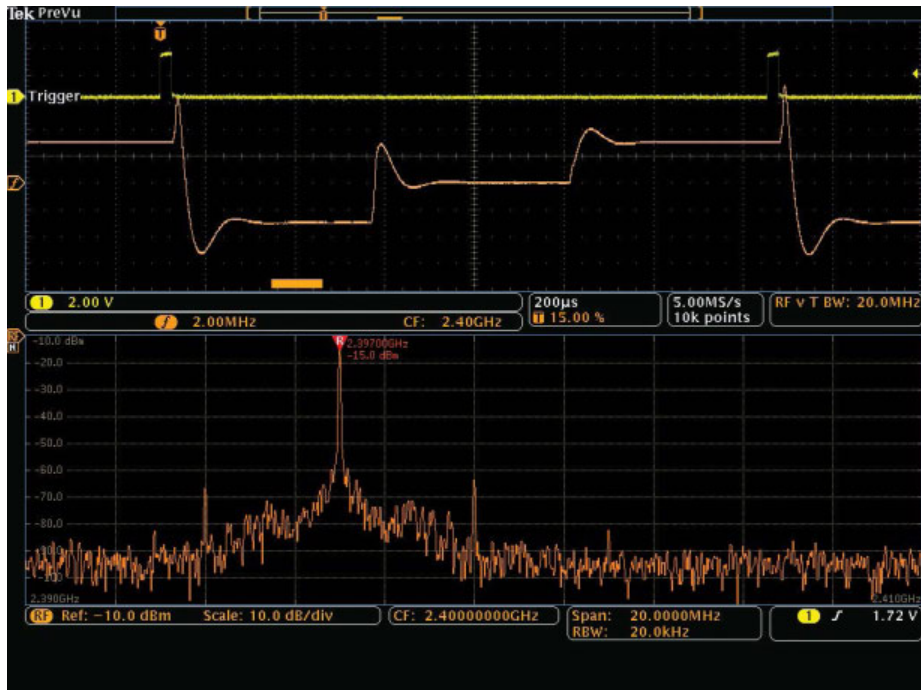 Tek PreVu
T
1 Trigger
f
1 2.00 V
f 2.00MHz CF: 2.40GHz
200µs
T 15.00 %
5.00MS/s
10k points
RF v T BW: 20.0MHz
-10.0 dBm
R 2.39700GHz
-15.0 dBm
-20.0
-30.0
-40.0
-50.0
-60.0
-70.0
-80.0
2.390GHz
2.410GHz
RF Ref: -10.0 dBm Scale: 10.0 dB/div
CF: 2.40000000GHz
Span: 20.0000MHz
RBW: 20.0kHz
1 1.72 V